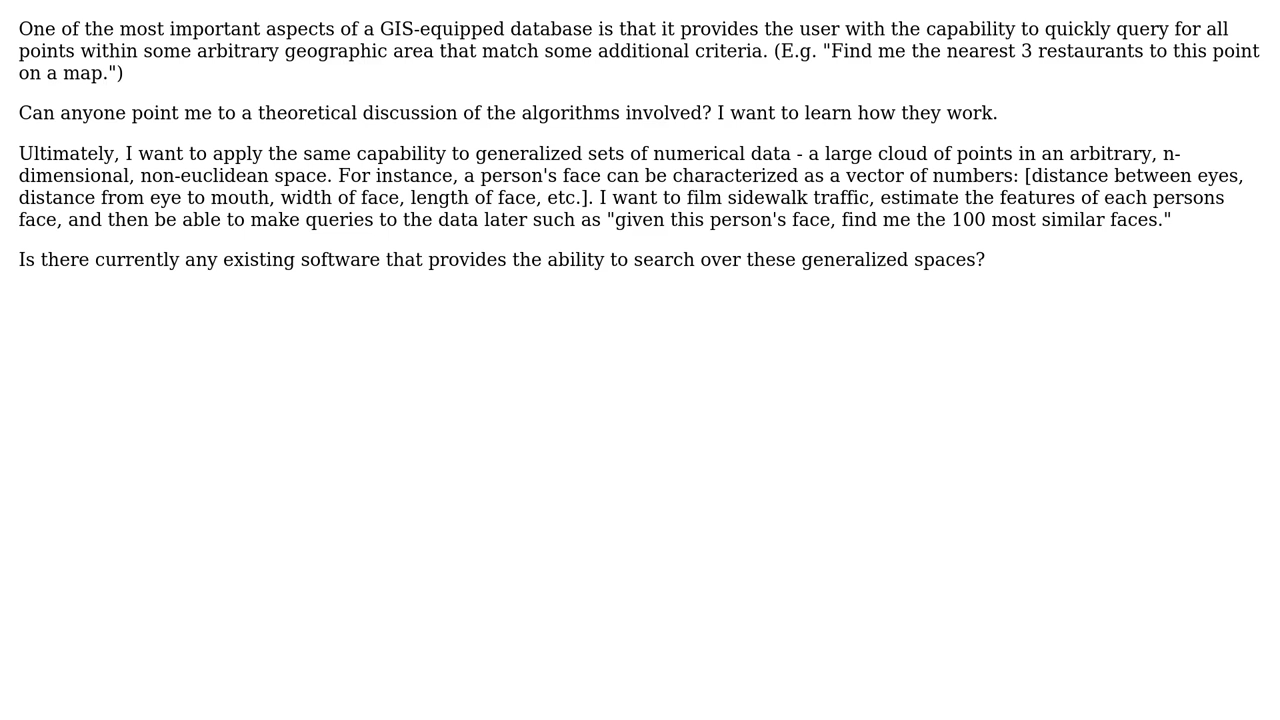 One of the most important aspects of a GIS-equipped database is that it provides the user with the capability to quickly query for all
points within some arbitrary geographic area that match some additional criteria. (E.g. "Find me the nearest 3 restaurants to this point
on a map.")
Can anyone point me to a theoretical discussion of the algorithms involved? I want to learn how they work.
Ultimately, I want to apply the same capability to generalized sets of numerical data - a large cloud of points in an arbitrary, n-
dimensional, non-euclidean space. For instance, a person's face can be characterized as a vector of numbers: [distance between eyes,
distance from eye to mouth, width of face, length of face, etc.]. I want to film sidewalk traffic, estimate the features of each persons
face, and then be able to make queries to the data later such as "given this person's face, find me the 100 most similar faces."
Is there currently any existing software that provides the ability to search over these generalized spaces?